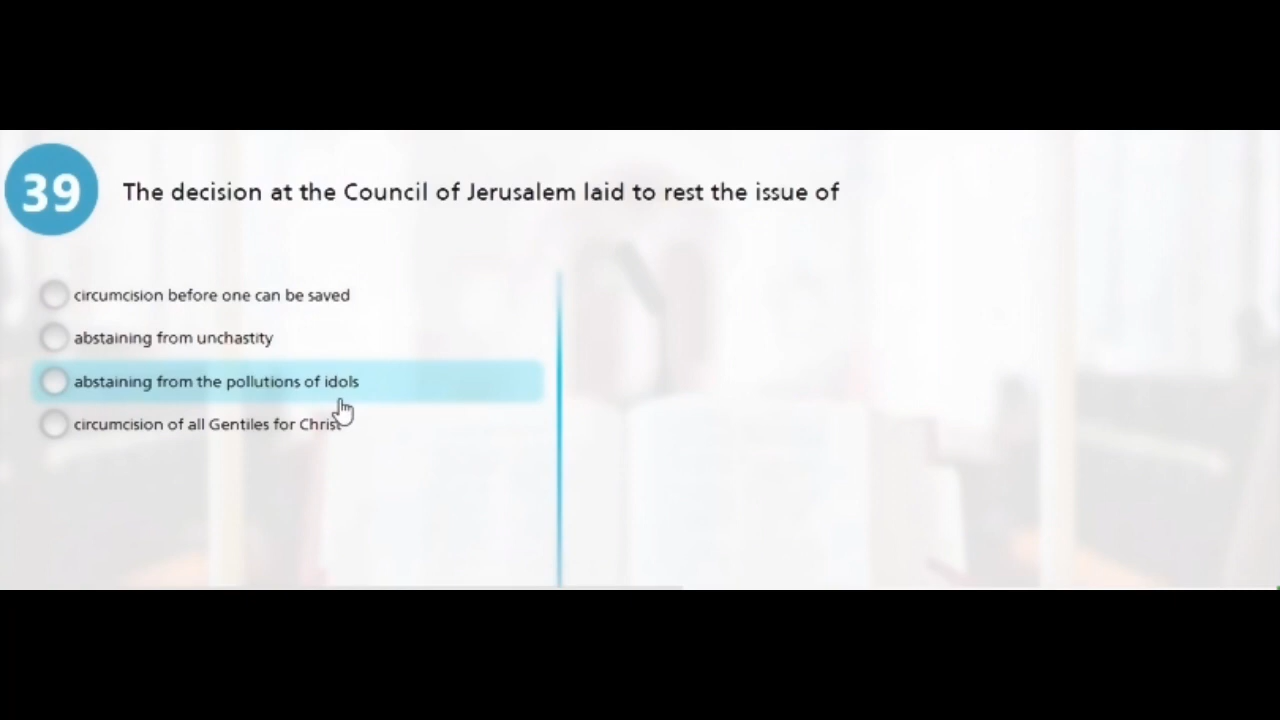 39
The decision at the Council of Jerusalem laid to rest the issue of
circumcision before one can be saved
abstaining from unchastity
abstaining from the pollutions of idols
circumcision of all Gentiles for Christ